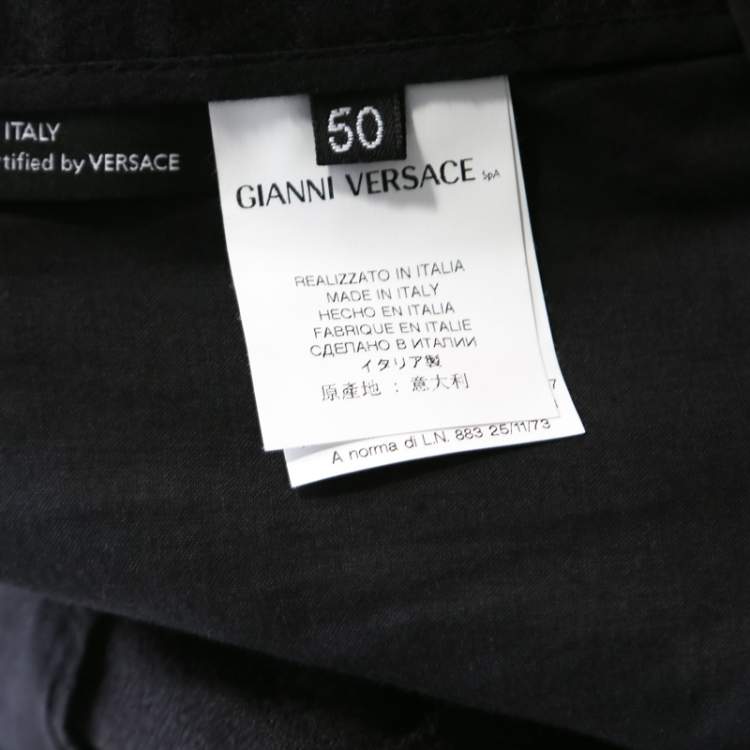 ITALY
tified by VERSACE
50
GIANNI VERSACE SpA
REALIZZATO IN ITALIA
MADE IN ITALY
HECHO EN ITALIA
FABRIQUE EN ITALIE
СДЕЛАНО В ИТАЛИИ
イタリア製
原產地 : 意大利
A norma di L.N. 883 25/11/73